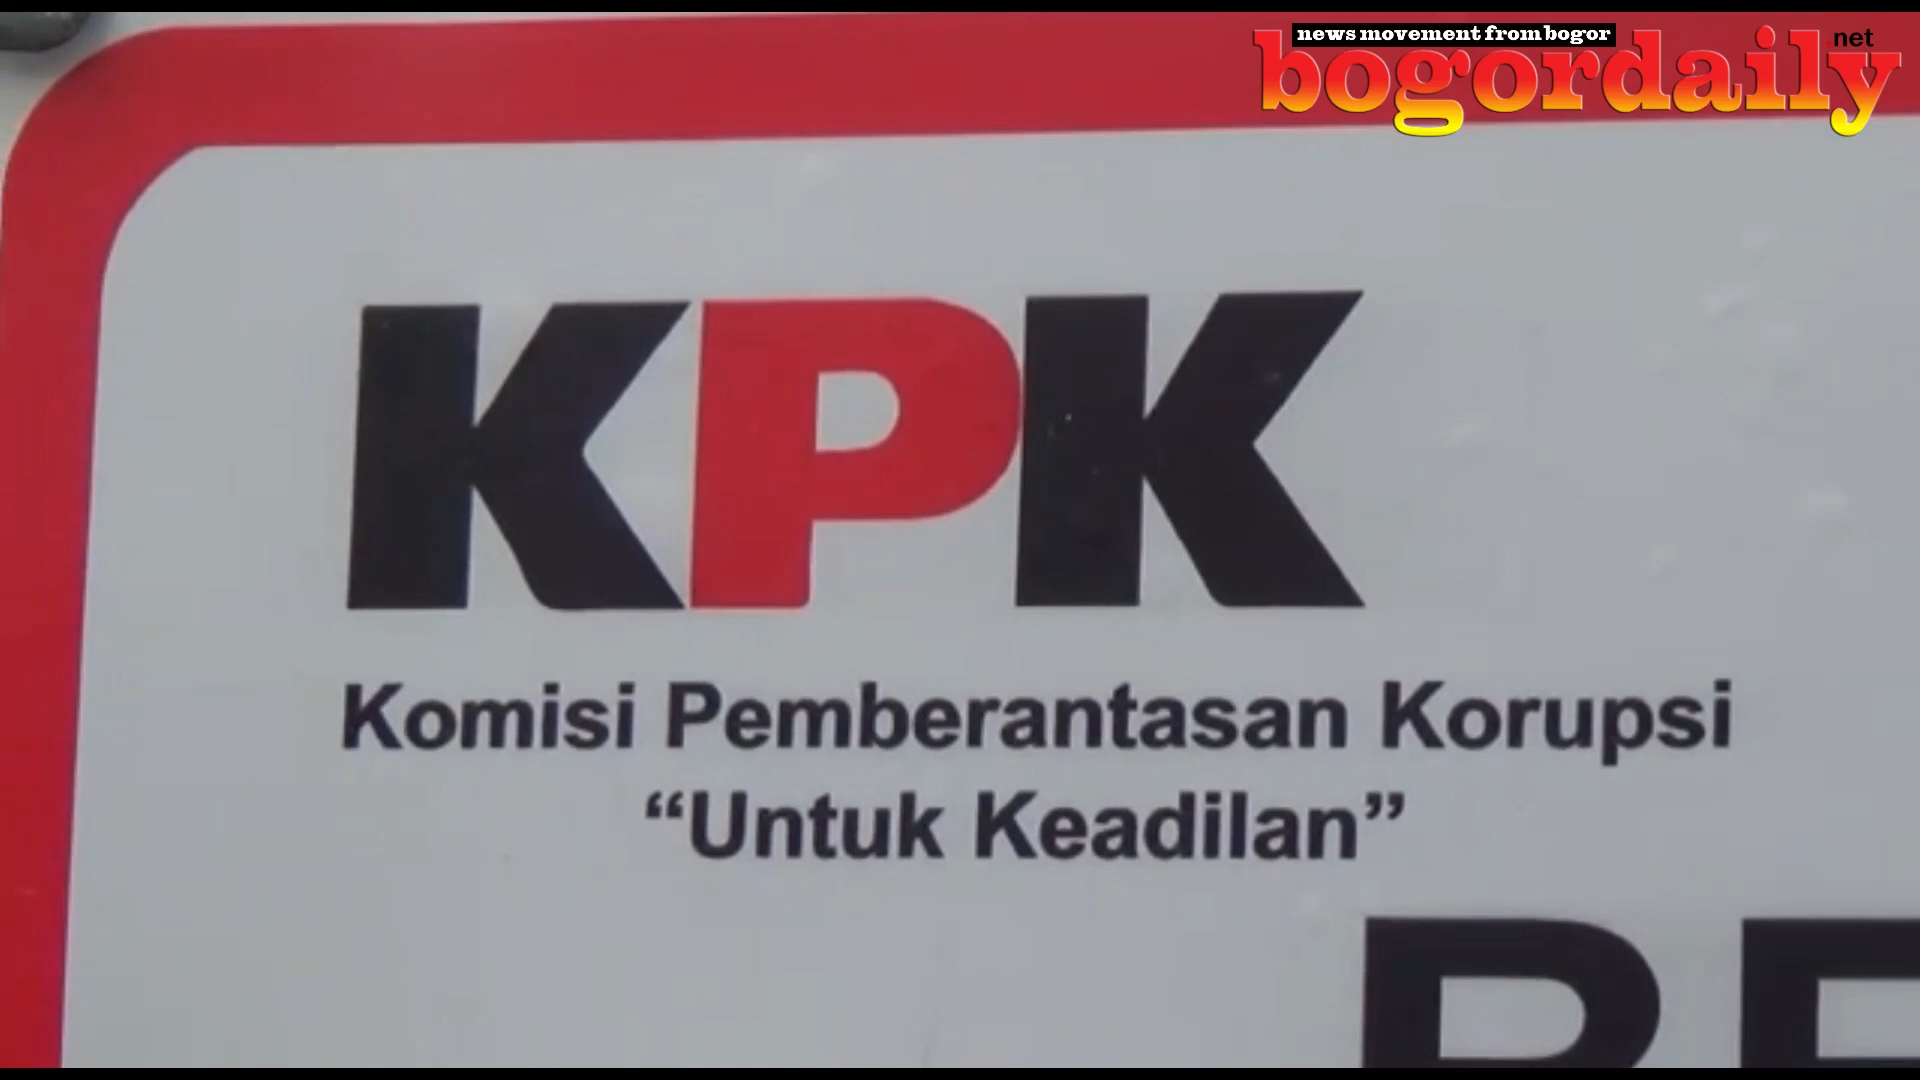 news movement from bogor
bogordaily.net
KPK
Komisi Pemberantasan Korupsi
“Untuk Keadilan”